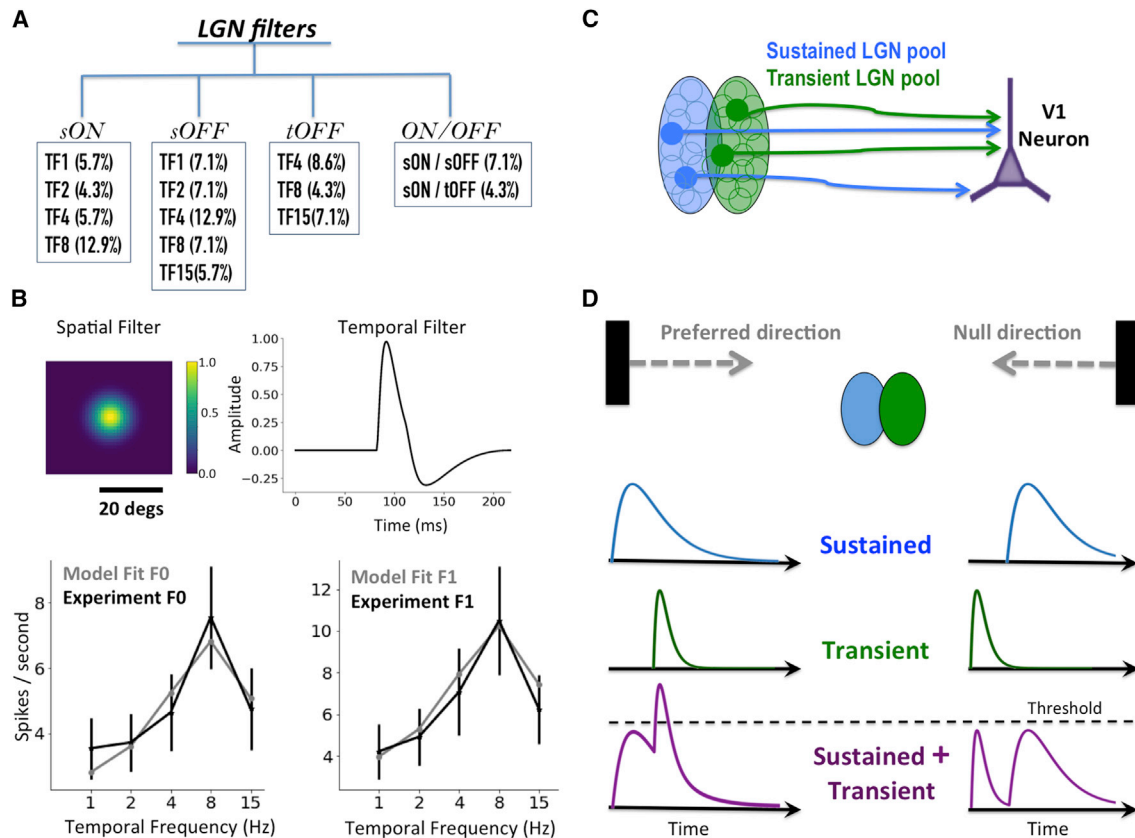 A
LGN filters
sON
TF1 (5.7%)
TF2 (4.3%)
TF4 (5.7%)
TF8 (12.9%)
sOFF
TF1 (7.1%)
TF2 (7.1%)
TF4 (12.9%)
TF8 (7.1%)
TF15(5.7%)
tOFF
TF4 (8.6%)
TF8 (4.3%)
TF15(7.1%)
ON/OFF
sON / sOFF (7.1%)
sON / tOFF (4.3%)
B
Spatial Filter
1.0
0.5
0.0
20 degs
Temporal Filter
Amplitude
1.00
0.75
0.50
0.25
0.00
−0.25
0 50 100 150 200
Time (ms)
Model Fit F0
Experiment F0
Spikes / second
8
6
4
1 2 4 8 15
Temporal Frequency (Hz)
Model Fit F1
Experiment F1
12
10
8
6
4
1 2 4 8 15
Temporal Frequency (Hz)
C
Sustained LGN pool
Transient LGN pool
V1
Neuron
D
Preferred direction
Null direction
Sustained
Transient
Threshold
Sustained +
Transient
Time
Time